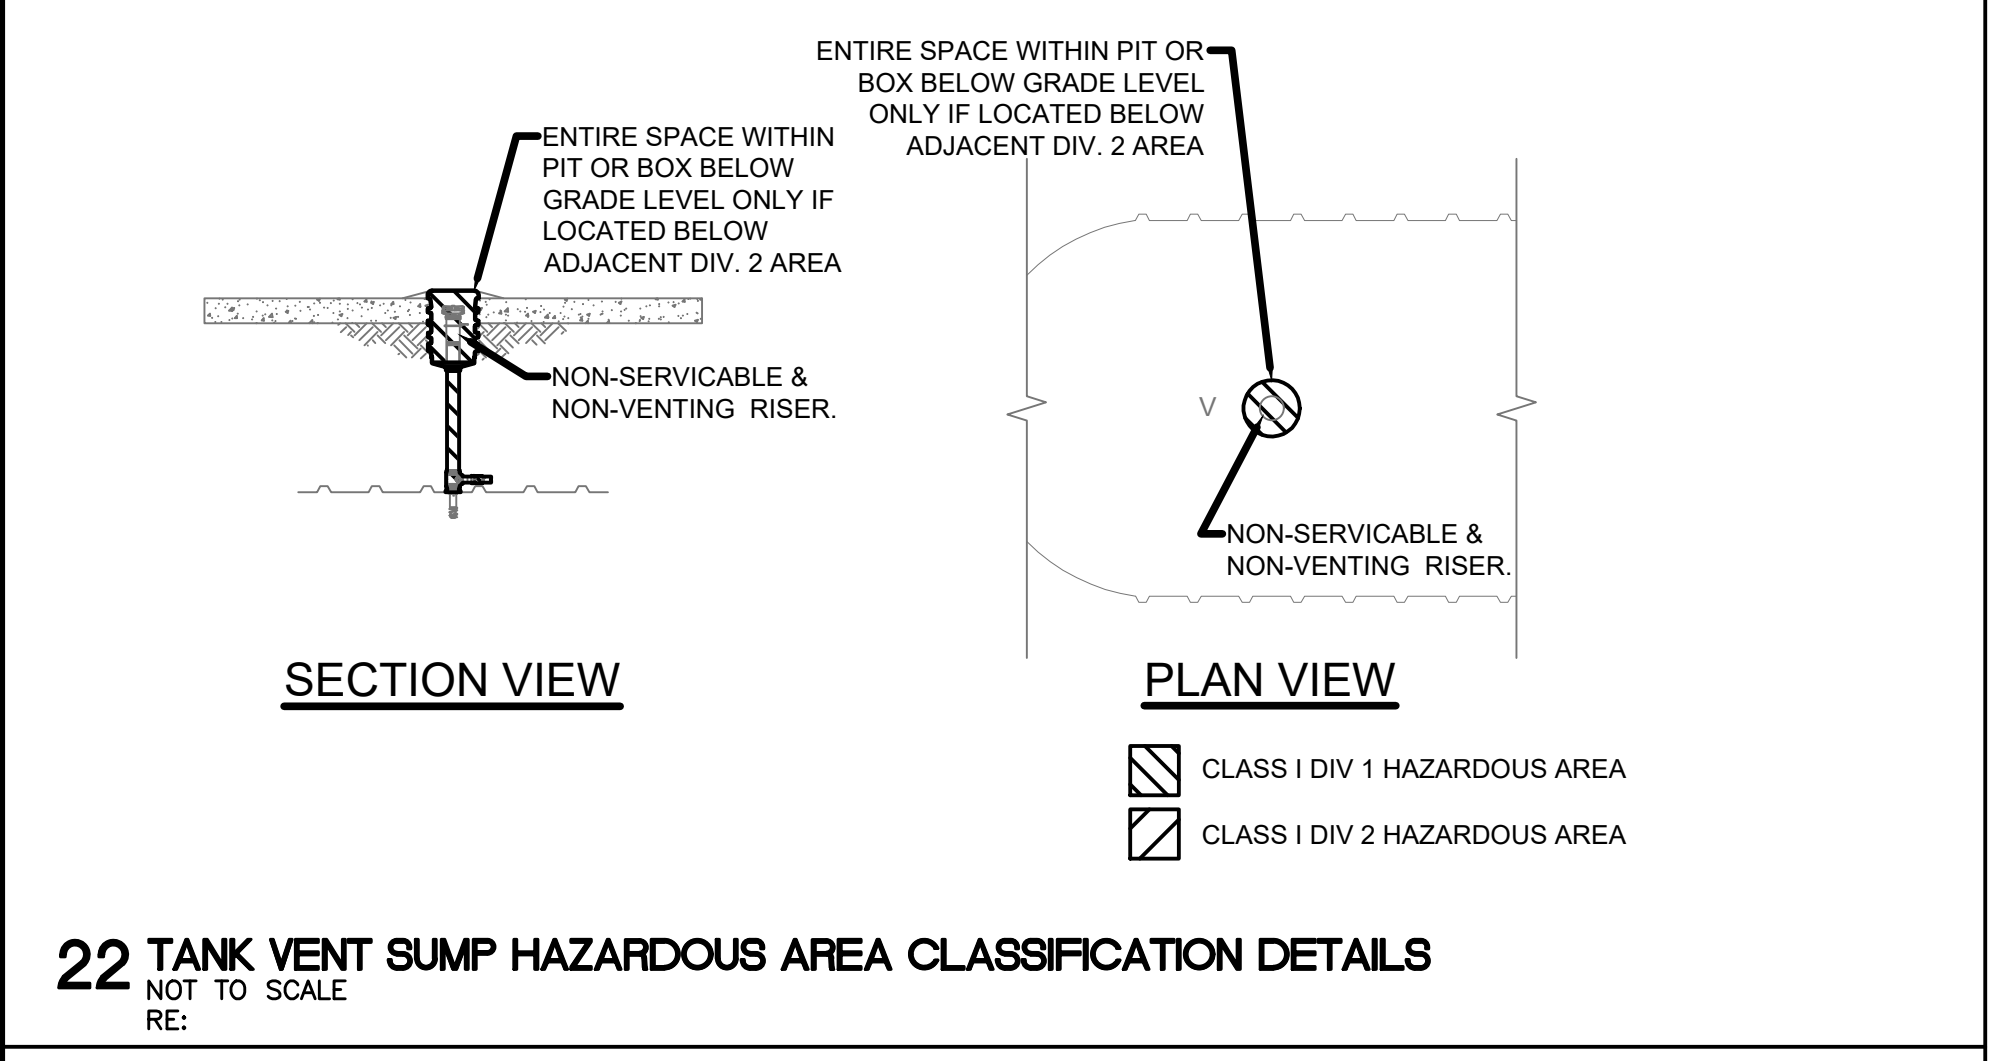 ENTIRE SPACE WITHIN
PIT OR BOX BELOW
GRADE LEVEL ONLY IF
LOCATED BELOW
ADJACENT DIV. 2 AREA
NON-SERVICABLE &
NON-VENTING RISER.
SECTION VIEW
ENTIRE SPACE WITHIN PIT OR
BOX BELOW GRADE LEVEL
ONLY IF LOCATED BELOW
ADJACENT DIV. 2 AREA
V
NON-SERVICABLE &
NON-VENTING RISER.
PLAN VIEW
CLASS I DIV 1 HAZARDOUS AREA
CLASS I DIV 2 HAZARDOUS AREA
22 TANK VENT SUMP HAZARDOUS AREA CLASSIFICATION DETAILS
NOT TO SCALE
RE: